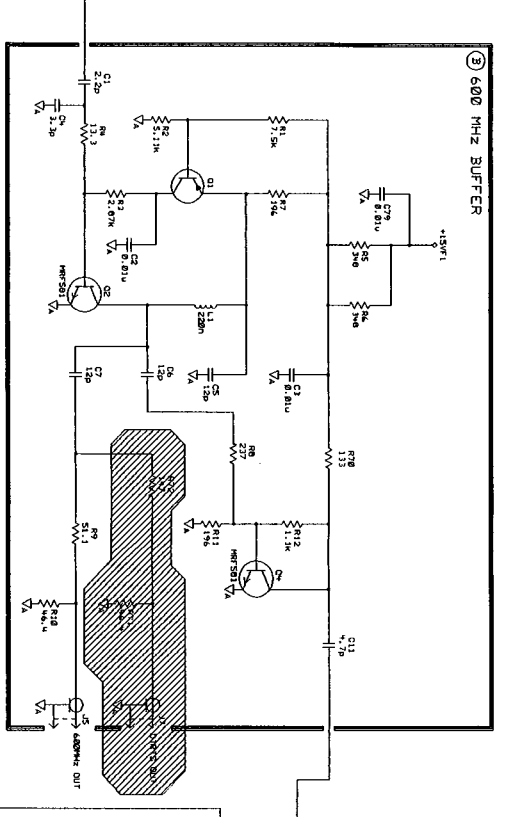 B 600 MHz BUFFER
+15VF1
C79
0.01u
R5
348
R6
348
R1
7.5K
R2
5.11K
R7
196
Q1
R3
2.87K
C2
0.01u
C1
2.2p
C4
3.3p
R4
13.3
Q2
MRF581
L1
220n
C5
12p
C3
0.01u
C6
12p
C7
12p
R70
133
R8
237
R12
1.1K
R11
196
Q4
MRF581
C11
4.7p
R9
51.1
R10
46.4
J5
600MHz OUT
A
A
A
A
A
A
A
A
A
A
A